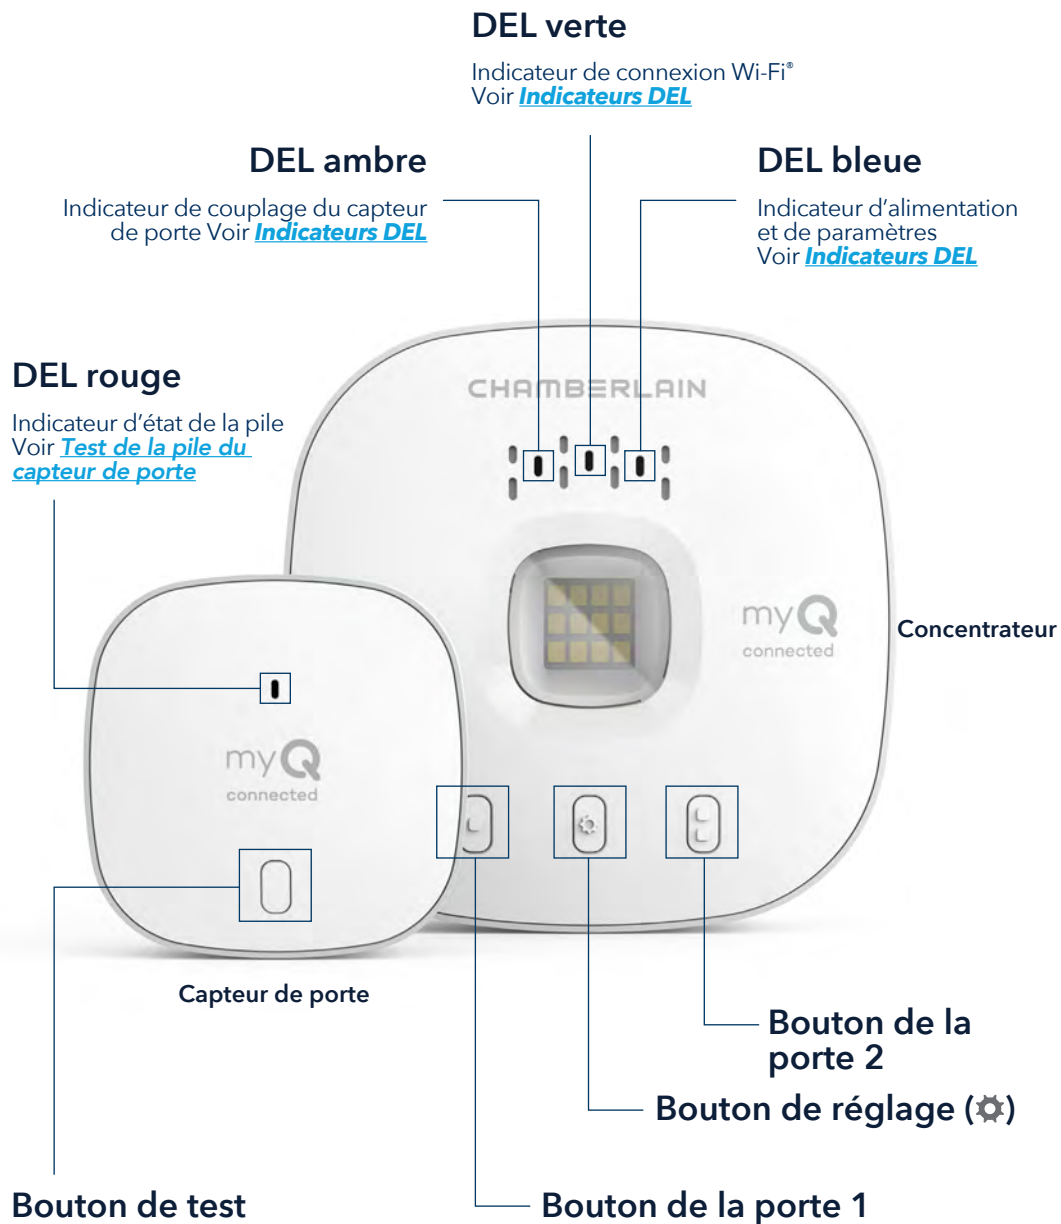 DEL verte
Indicateur de connexion Wi-Fi®
Voir Indicateurs DEL
DEL ambre
Indicateur de couplage du capteur
de porte Voir Indicateurs DEL
DEL bleue
Indicateur d'alimentation
et de paramètres
Voir Indicateurs DEL
DEL rouge
Indicateur d'état de la pile
Voir Test de la pile du
capteur de porte
CHAMBERLAIN
myQ
connected
Concentrateur
myQ
connected
Capteur de porte
Bouton de la
porte 2
Bouton de réglage (⚙)
Bouton de test
Bouton de la porte 1